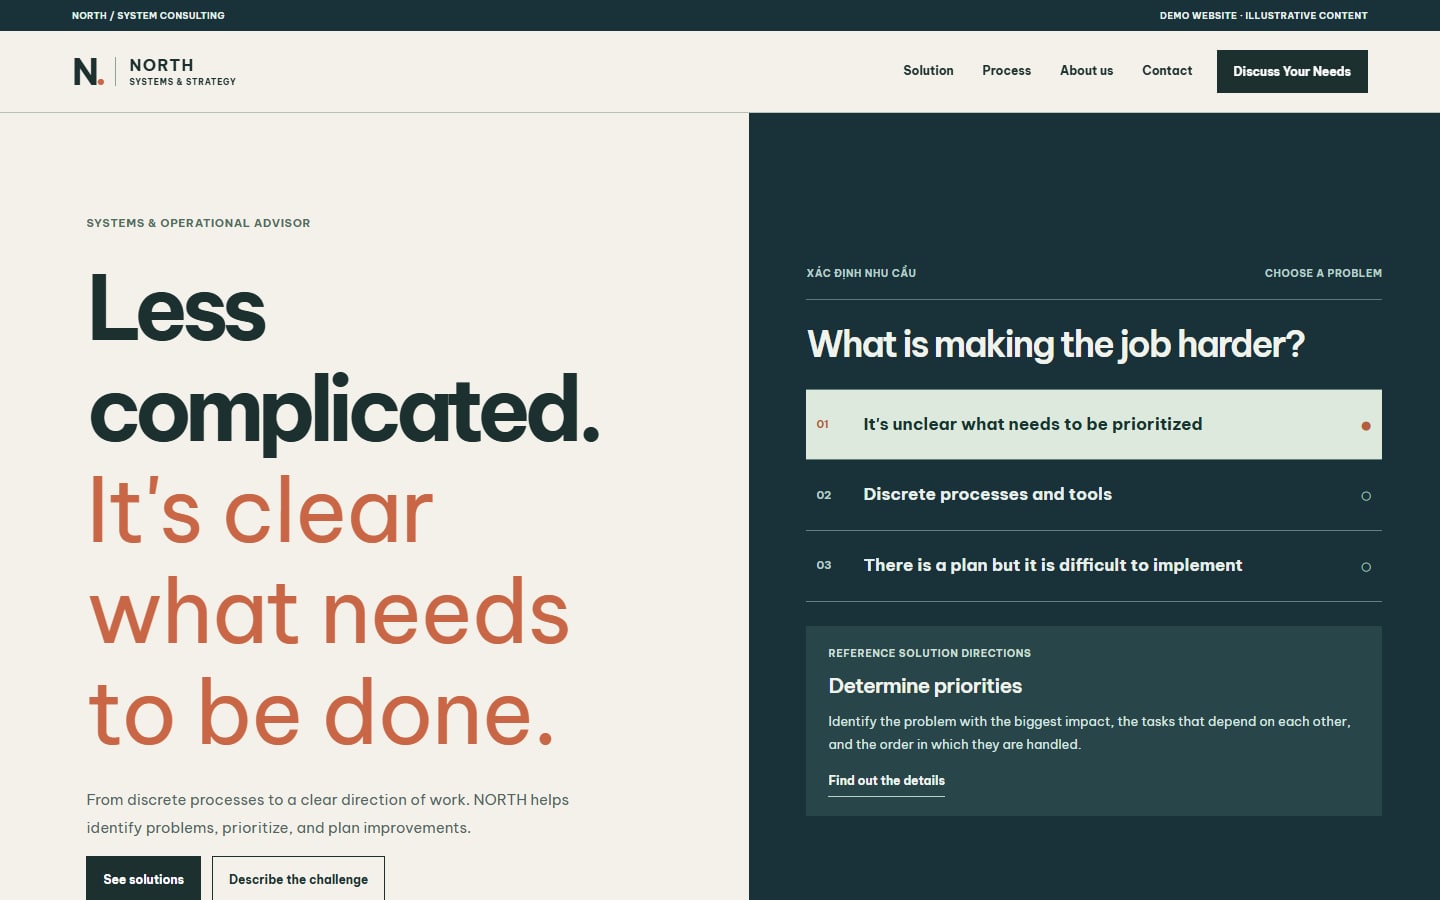 NORTH / SYSTEM CONSULTING
DEMO WEBSITE · ILLUSTRATIVE CONTENT
N.
NORTH
SYSTEMS & STRATEGY
Solution
Process
About us
Contact
Discuss Your Needs
SYSTEMS & OPERATIONAL ADVISOR
Less
complicated.
It's clear
what needs
to be done.
From discrete processes to a clear direction of work. NORTH helps
identify problems, prioritize, and plan improvements.
See solutions
Describe the challenge
XÁC ĐỊNH NHU CẦU
CHOOSE A PROBLEM
What is making the job harder?
01 It's unclear what needs to be prioritized
02 Discrete processes and tools
03 There is a plan but it is difficult to implement
REFERENCE SOLUTION DIRECTIONS
Determine priorities
Identify the problem with the biggest impact, the tasks that depend on each other,
and the order in which they are handled.
Find out the details